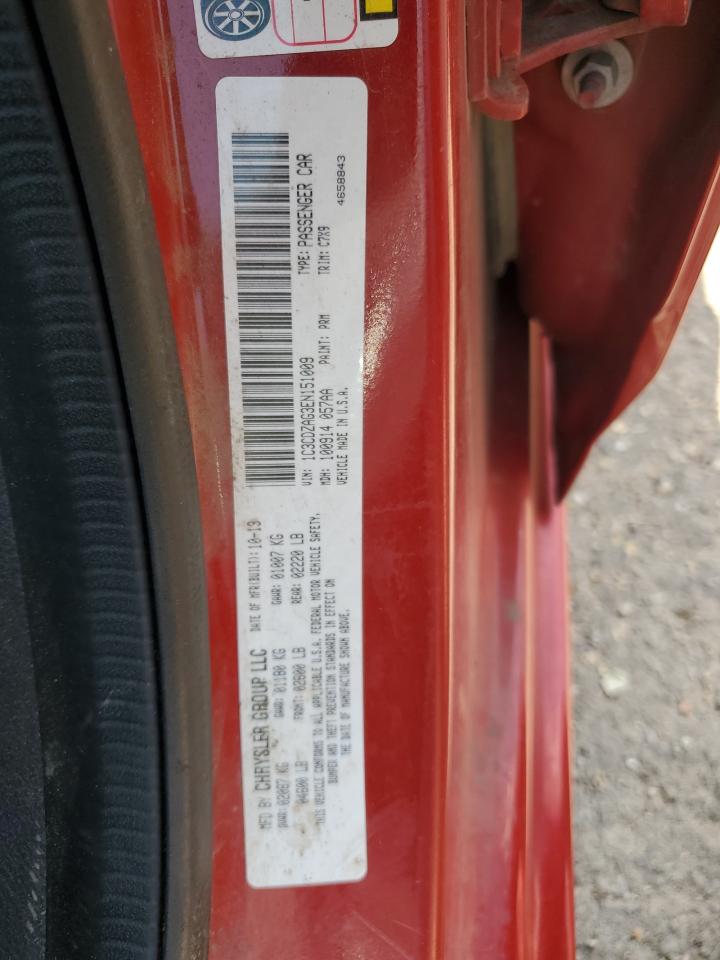 MFD BY CHRYSLER GROUP LLC DATE OF MFR(BUILT): 10-13
GVWR: 02087 KG GAWR: 01180 KG GAWR: 01007 KG
04600 LB FRONT: 02600 LB REAR: 02220 LB
THIS VEHICLE CONFORMS TO ALL APPLICABLE U.S.A. FEDERAL MOTOR VEHICLE SAFETY,
BUMPER AND THEFT PREVENTION STANDARDS IN EFFECT ON
THE DATE OF MANUFACTURE SHOWN ABOVE.
VIN: 1C3CDZAG3EN151009 TYPE: PASSENGER CAR
MDH: 100914 057AA PAINT: PRM TRIM: C7X9
VEHICLE MADE IN U.S.A. 4658843